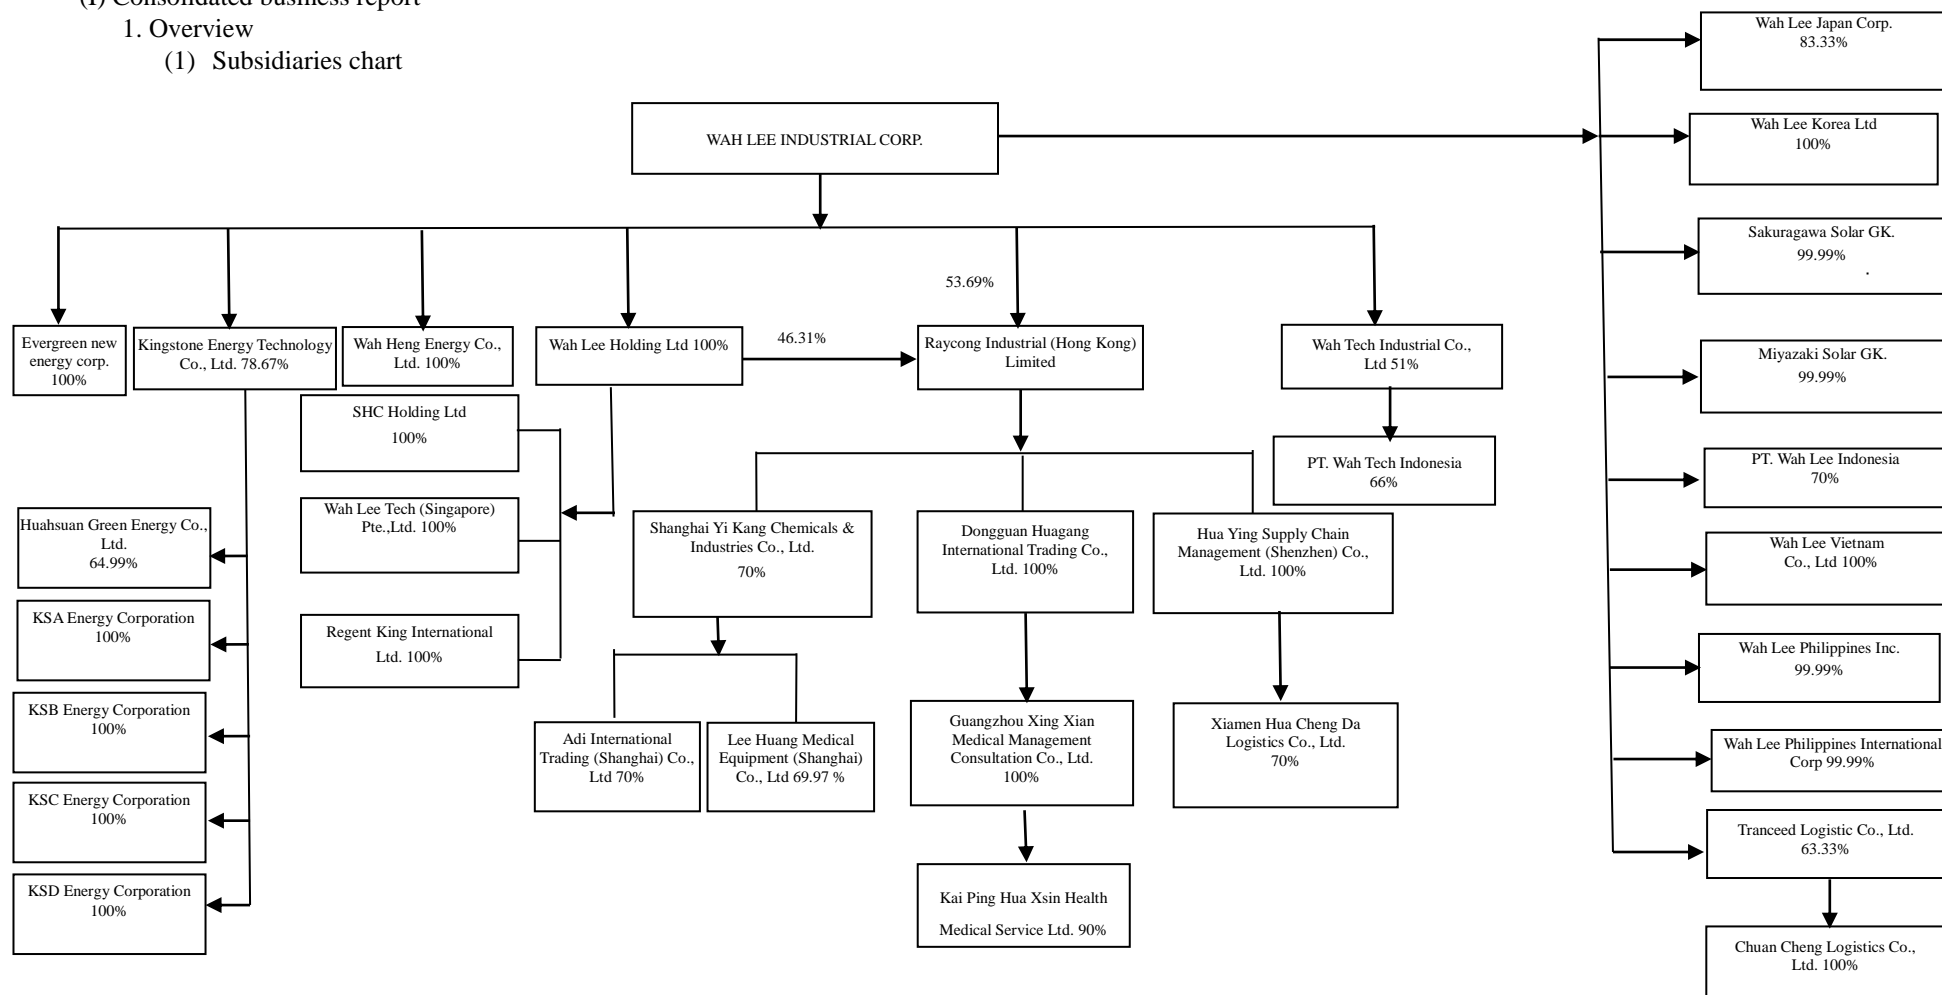 (I) Consolidated business report
1. Overview
(1) Subsidiaries chart
WAH LEE INDUSTRIAL CORP.
Wah Lee Japan Corp.
83.33%
Wah Lee Korea Ltd
100%
Sakuragawa Solar GK.
99.99%
.
Miyazaki Solar GK.
99.99%
PT. Wah Lee Indonesia
70%
Wah Lee Vietnam
Co., Ltd 100%
Wah Lee Philippines Inc.
99.99%
Wah Lee Philippines International
Corp 99.99%
Tranceed Logistic Co., Ltd.
63.33%
Chuan Cheng Logistics Co.,
Ltd. 100%
Evergreen new
energy corp.
100%
Kingstone Energy Technology
Co., Ltd. 78.67%
Wah Heng Energy Co.,
Ltd. 100%
Wah Lee Holding Ltd 100%
46.31%
53.69%
Raycong Industrial (Hong Kong)
Limited
Wah Tech Industrial Co.,
Ltd 51%
PT. Wah Tech Indonesia
66%
SHC Holding Ltd
100%
Wah Lee Tech (Singapore)
Pte.,Ltd. 100%
Regent King International
Ltd. 100%
Huahsuan Green Energy Co.,
Ltd.
64.99%
KSA Energy Corporation
100%
KSB Energy Corporation
100%
KSC Energy Corporation
100%
KSD Energy Corporation
100%
Shanghai Yi Kang Chemicals &
Industries Co., Ltd.
70%
Dongguan Huagang
International Trading Co.,
Ltd. 100%
Hua Ying Supply Chain
Management (Shenzhen) Co.,
Ltd. 100%
Adi International
Trading (Shanghai) Co.,
Ltd 70%
Lee Huang Medical
Equipment (Shanghai)
Co., Ltd 69.97 %
Guangzhou Xing Xian
Medical Management
Consultation Co., Ltd.
100%
Xiamen Hua Cheng Da
Logistics Co., Ltd.
70%
Kai Ping Hua Xsin Health
Medical Service Ltd. 90%